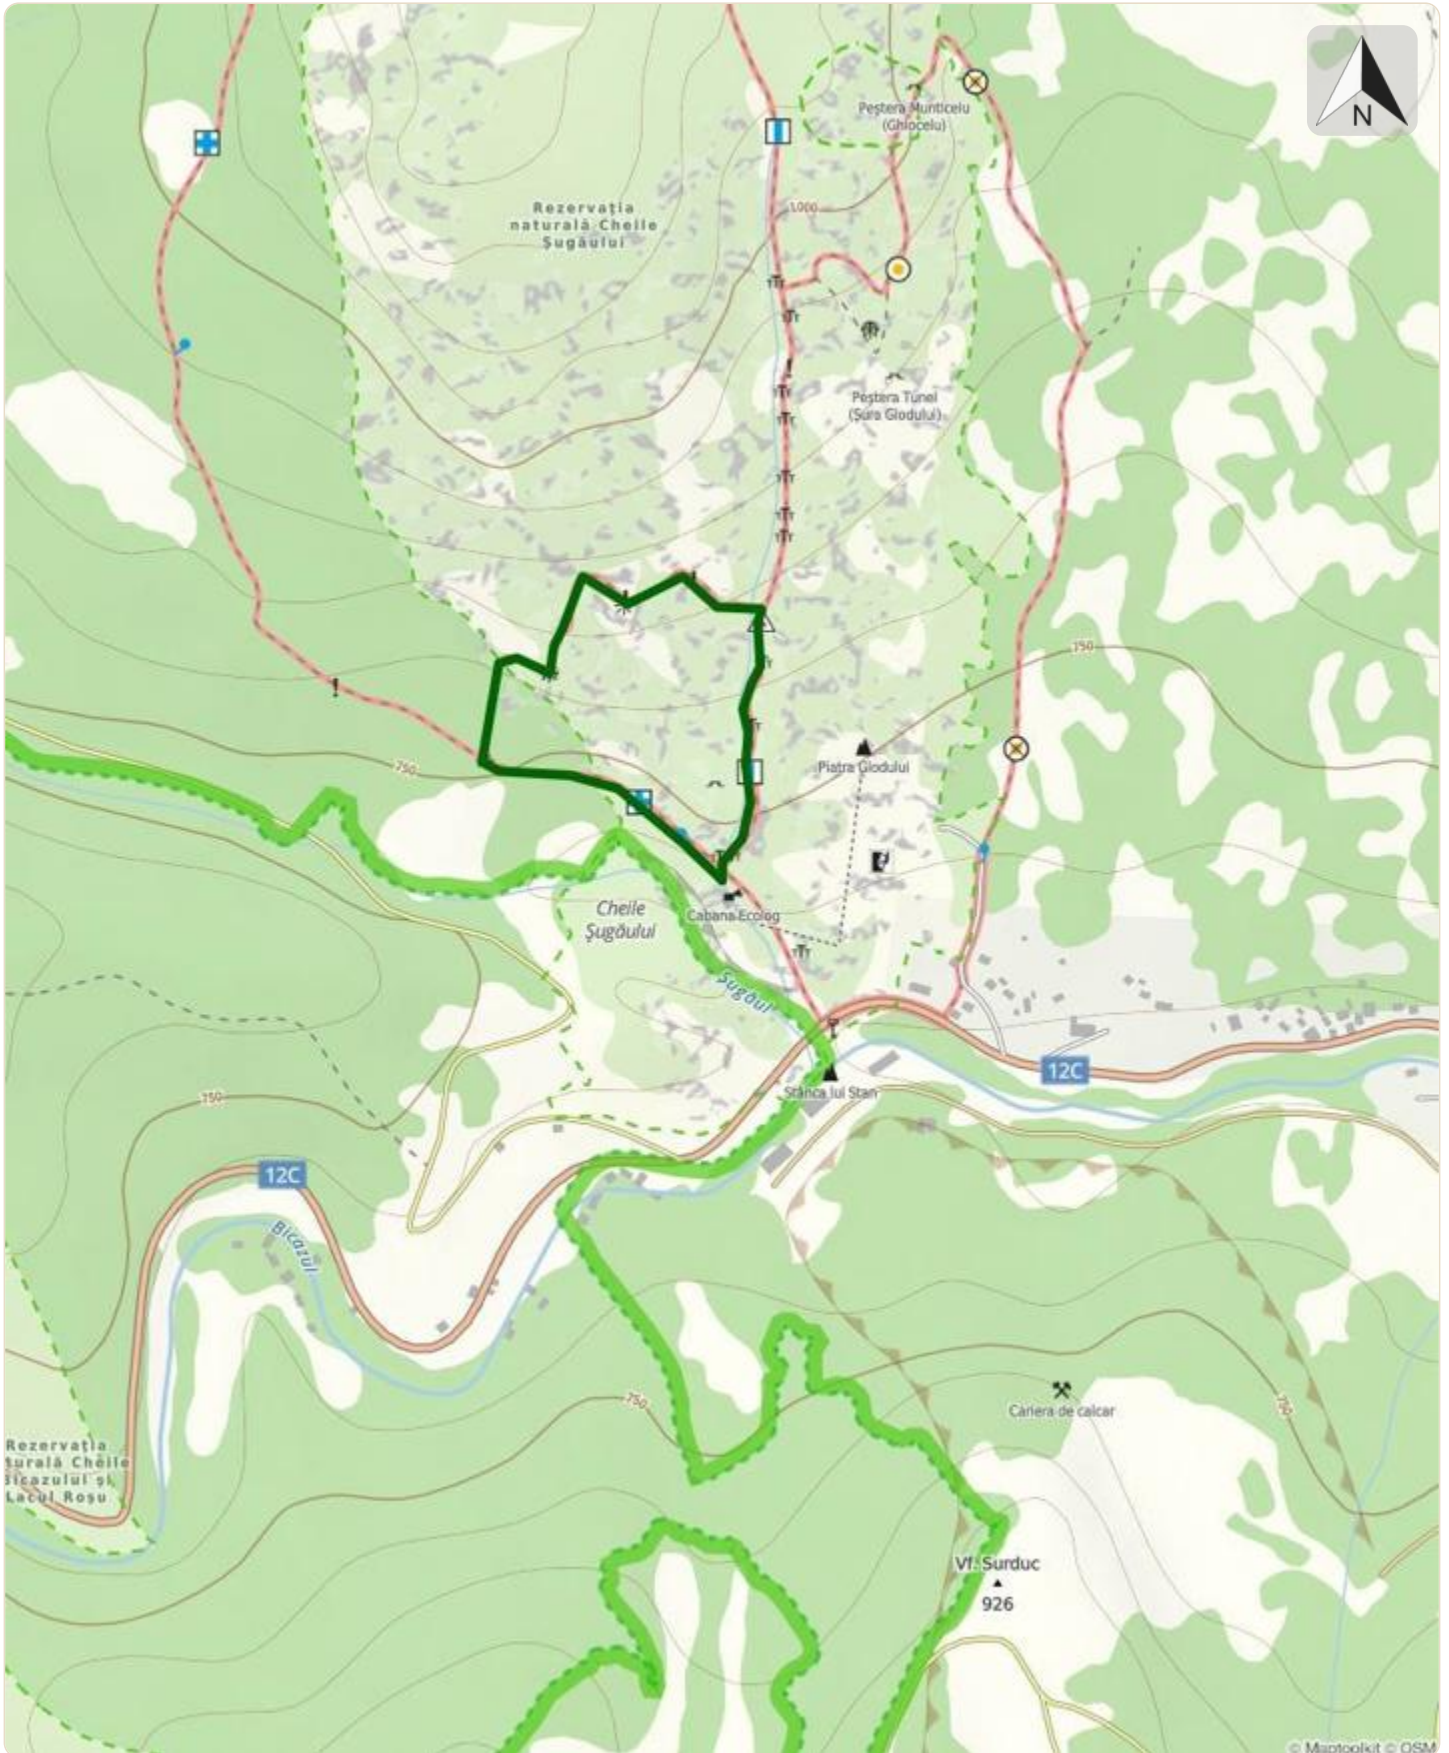 N
Peștera Munticelu
(Ghiocelu)
1000
Rezervația
naturală Cheile
Șugăului
Peștera Tunel
(Șura Glodului)
750
Piatra Glodului
750
Cheile
Șugăului
Cabana Ecolog
Șugăul
12C
Stânca lui Stan
750
12C
Bicazul
750
Cariera de calcar
750
Rezervația
turală Cheile
Bicazului și
Lacul Roșu
Vf. Surduc
926
© Maptoolkit © OSM